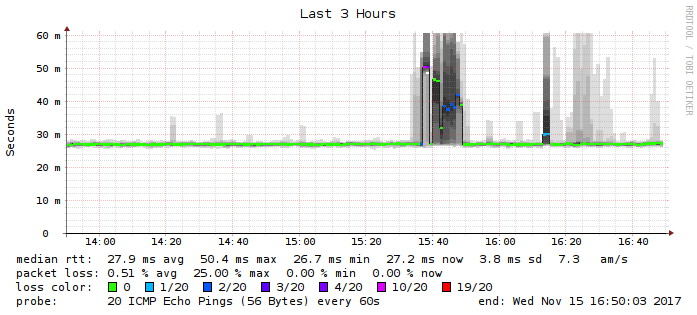 Last 3 Hours
RRDTOOL / TOBI OETIKER
Seconds
60 m
50 m
40 m
30 m
20 m
10 m
0
14:00 14:20 14:40 15:00 15:20 15:40 16:00 16:20 16:40
median rtt: 27.9 ms avg 50.4 ms max 26.7 ms min 27.2 ms now 3.8 ms sd 7.3 am/s
packet loss: 0.51 % avg 25.00 % max 0.00 % min 0.00 % now
loss color: 0 1/20 2/20 3/20 4/20 10/20 19/20
probe: 20 ICMP Echo Pings (56 Bytes) every 60s end: Wed Nov 15 16:50:03 2017